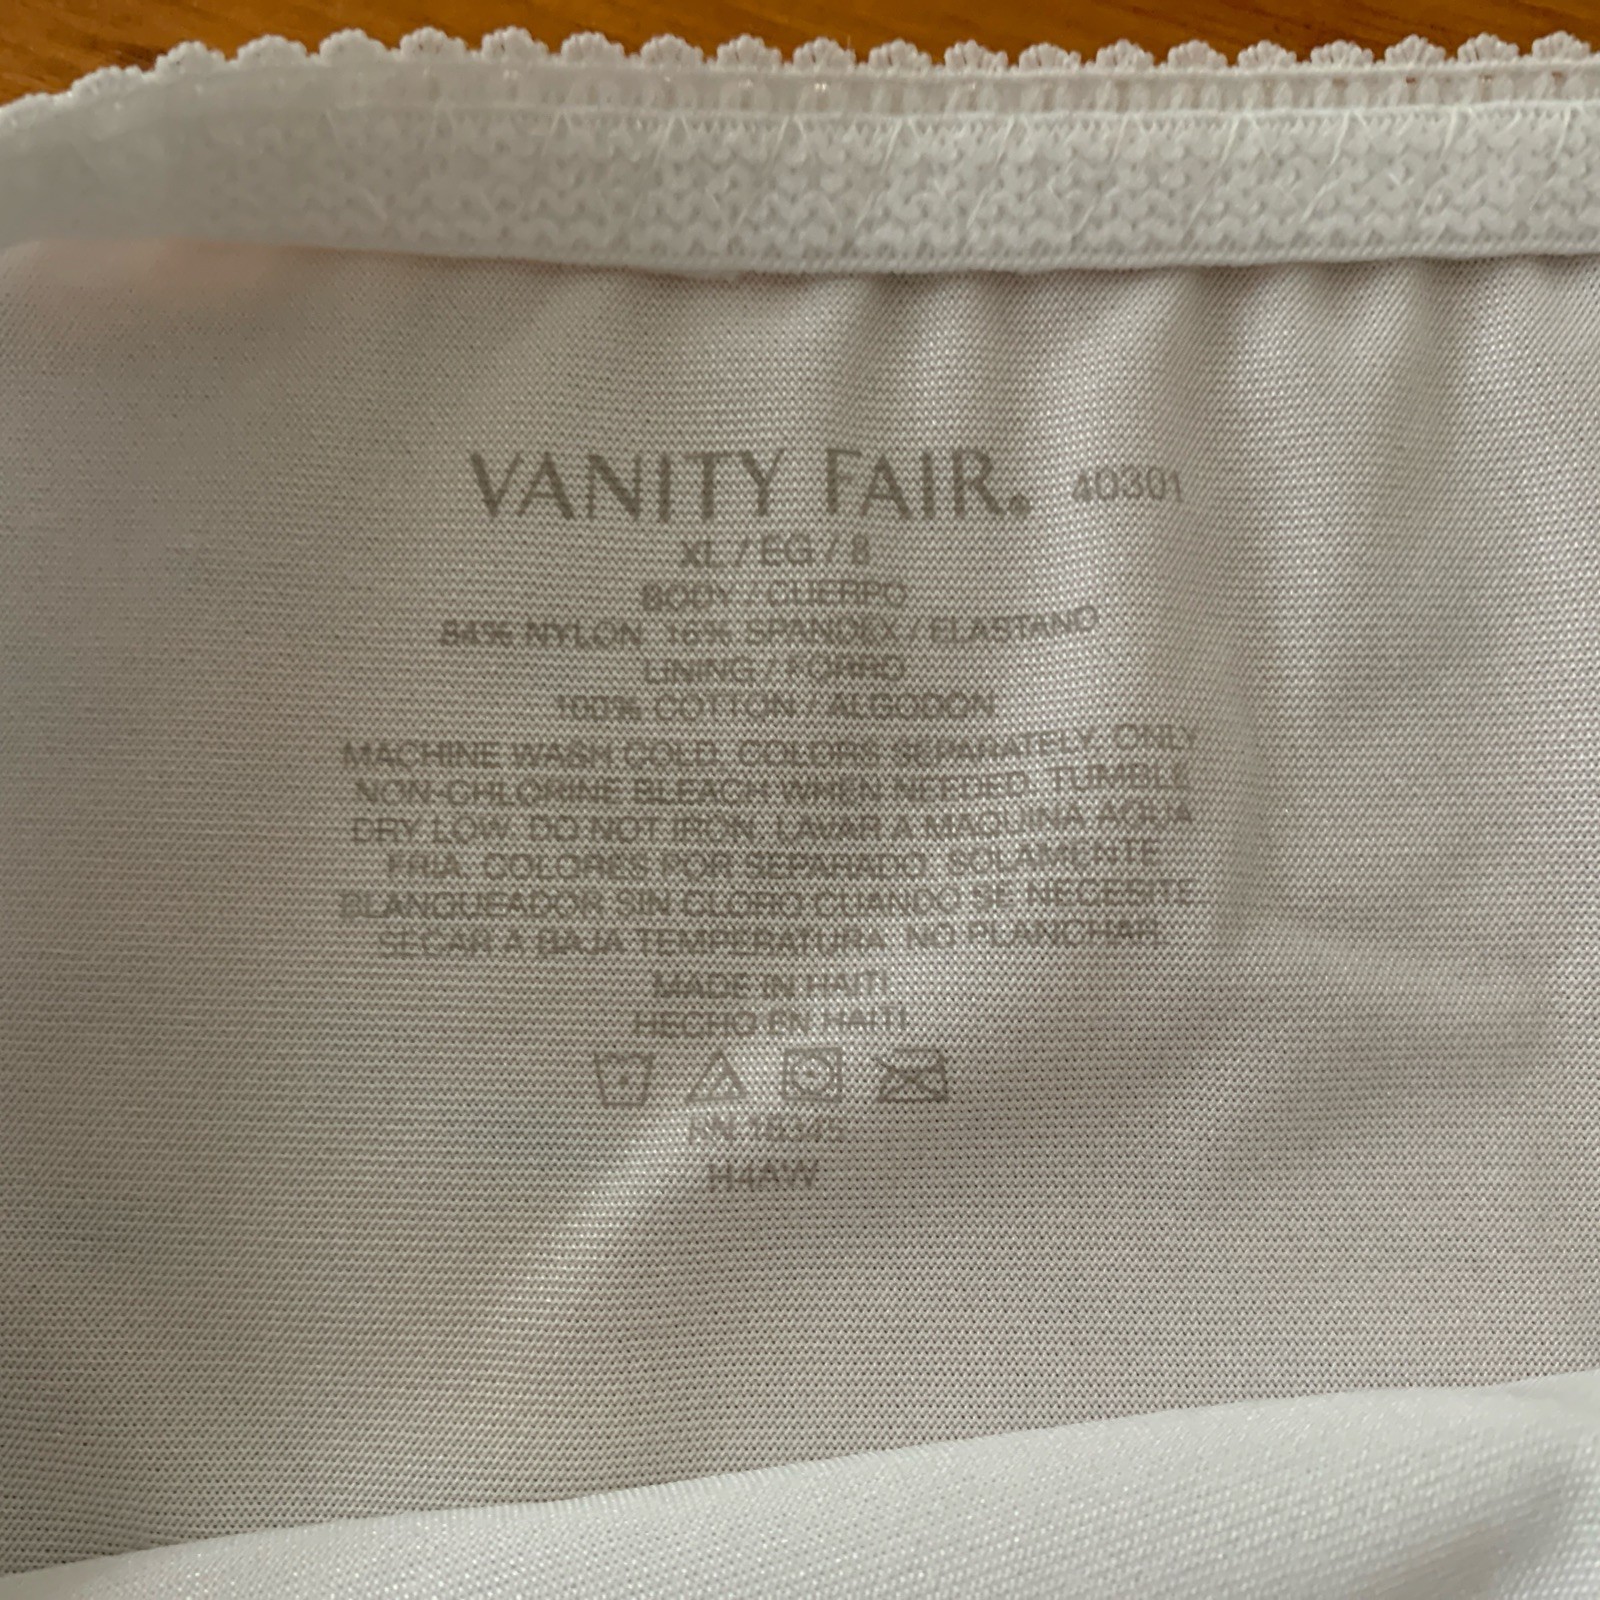 VANITY FAIR. 40301
XL / EG / 8
BODY / CUERPO
84% NYLON, 16% SPANDEX / ELASTANO
LINING / FORRO
100% COTTON / ALGODON
MACHINE WASH COLD. COLORS SEPARATELY. ONLY
NON-CHLORINE BLEACH WHEN NEEDED. TUMBLE
DRY LOW. DO NOT IRON. LAVAR A MAQUINA AGUA
FRIA. COLORES POR SEPARADO. SOLAMENTE
BLANQUEADOR SIN CLORO CUANDO SE NECESITE
SECAR A BAJA TEMPERATURA. NO PLANCHAR.
MADE IN HAITI
HECHO EN HAITI
RN
H4AW